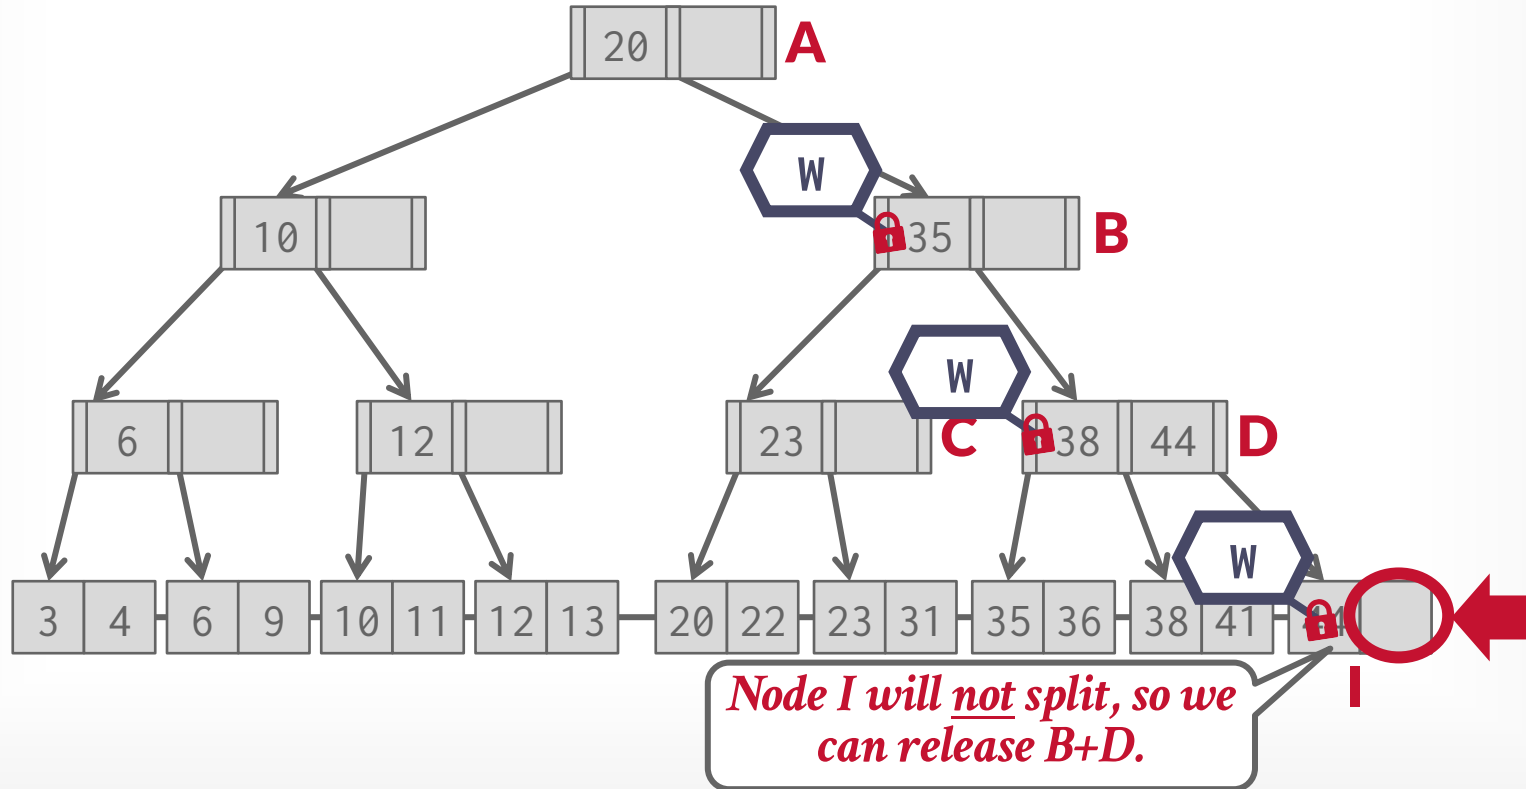 20 A
W
10 35 B
W
6 12 23 C 38 44 D
W
3 4 6 9 10 11 12 13 20 22 23 31 35 36 38 41 44
Node I will not split, so we
can release B+D.
I